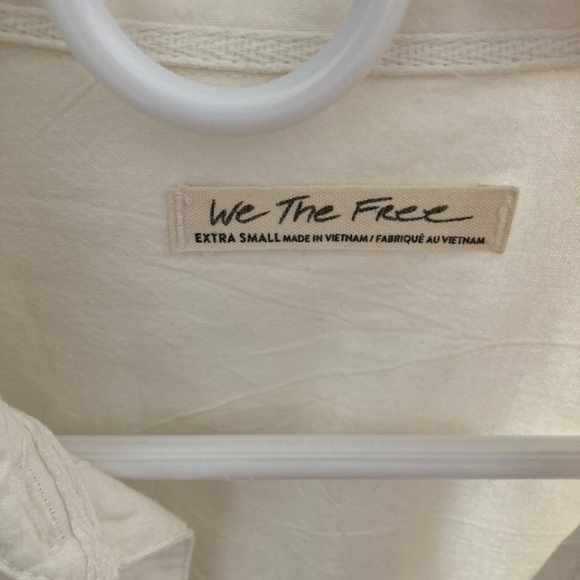 We The Free
EXTRA SMALL MADE IN VIETNAM / FABRIQUÉ AU VIETNAM